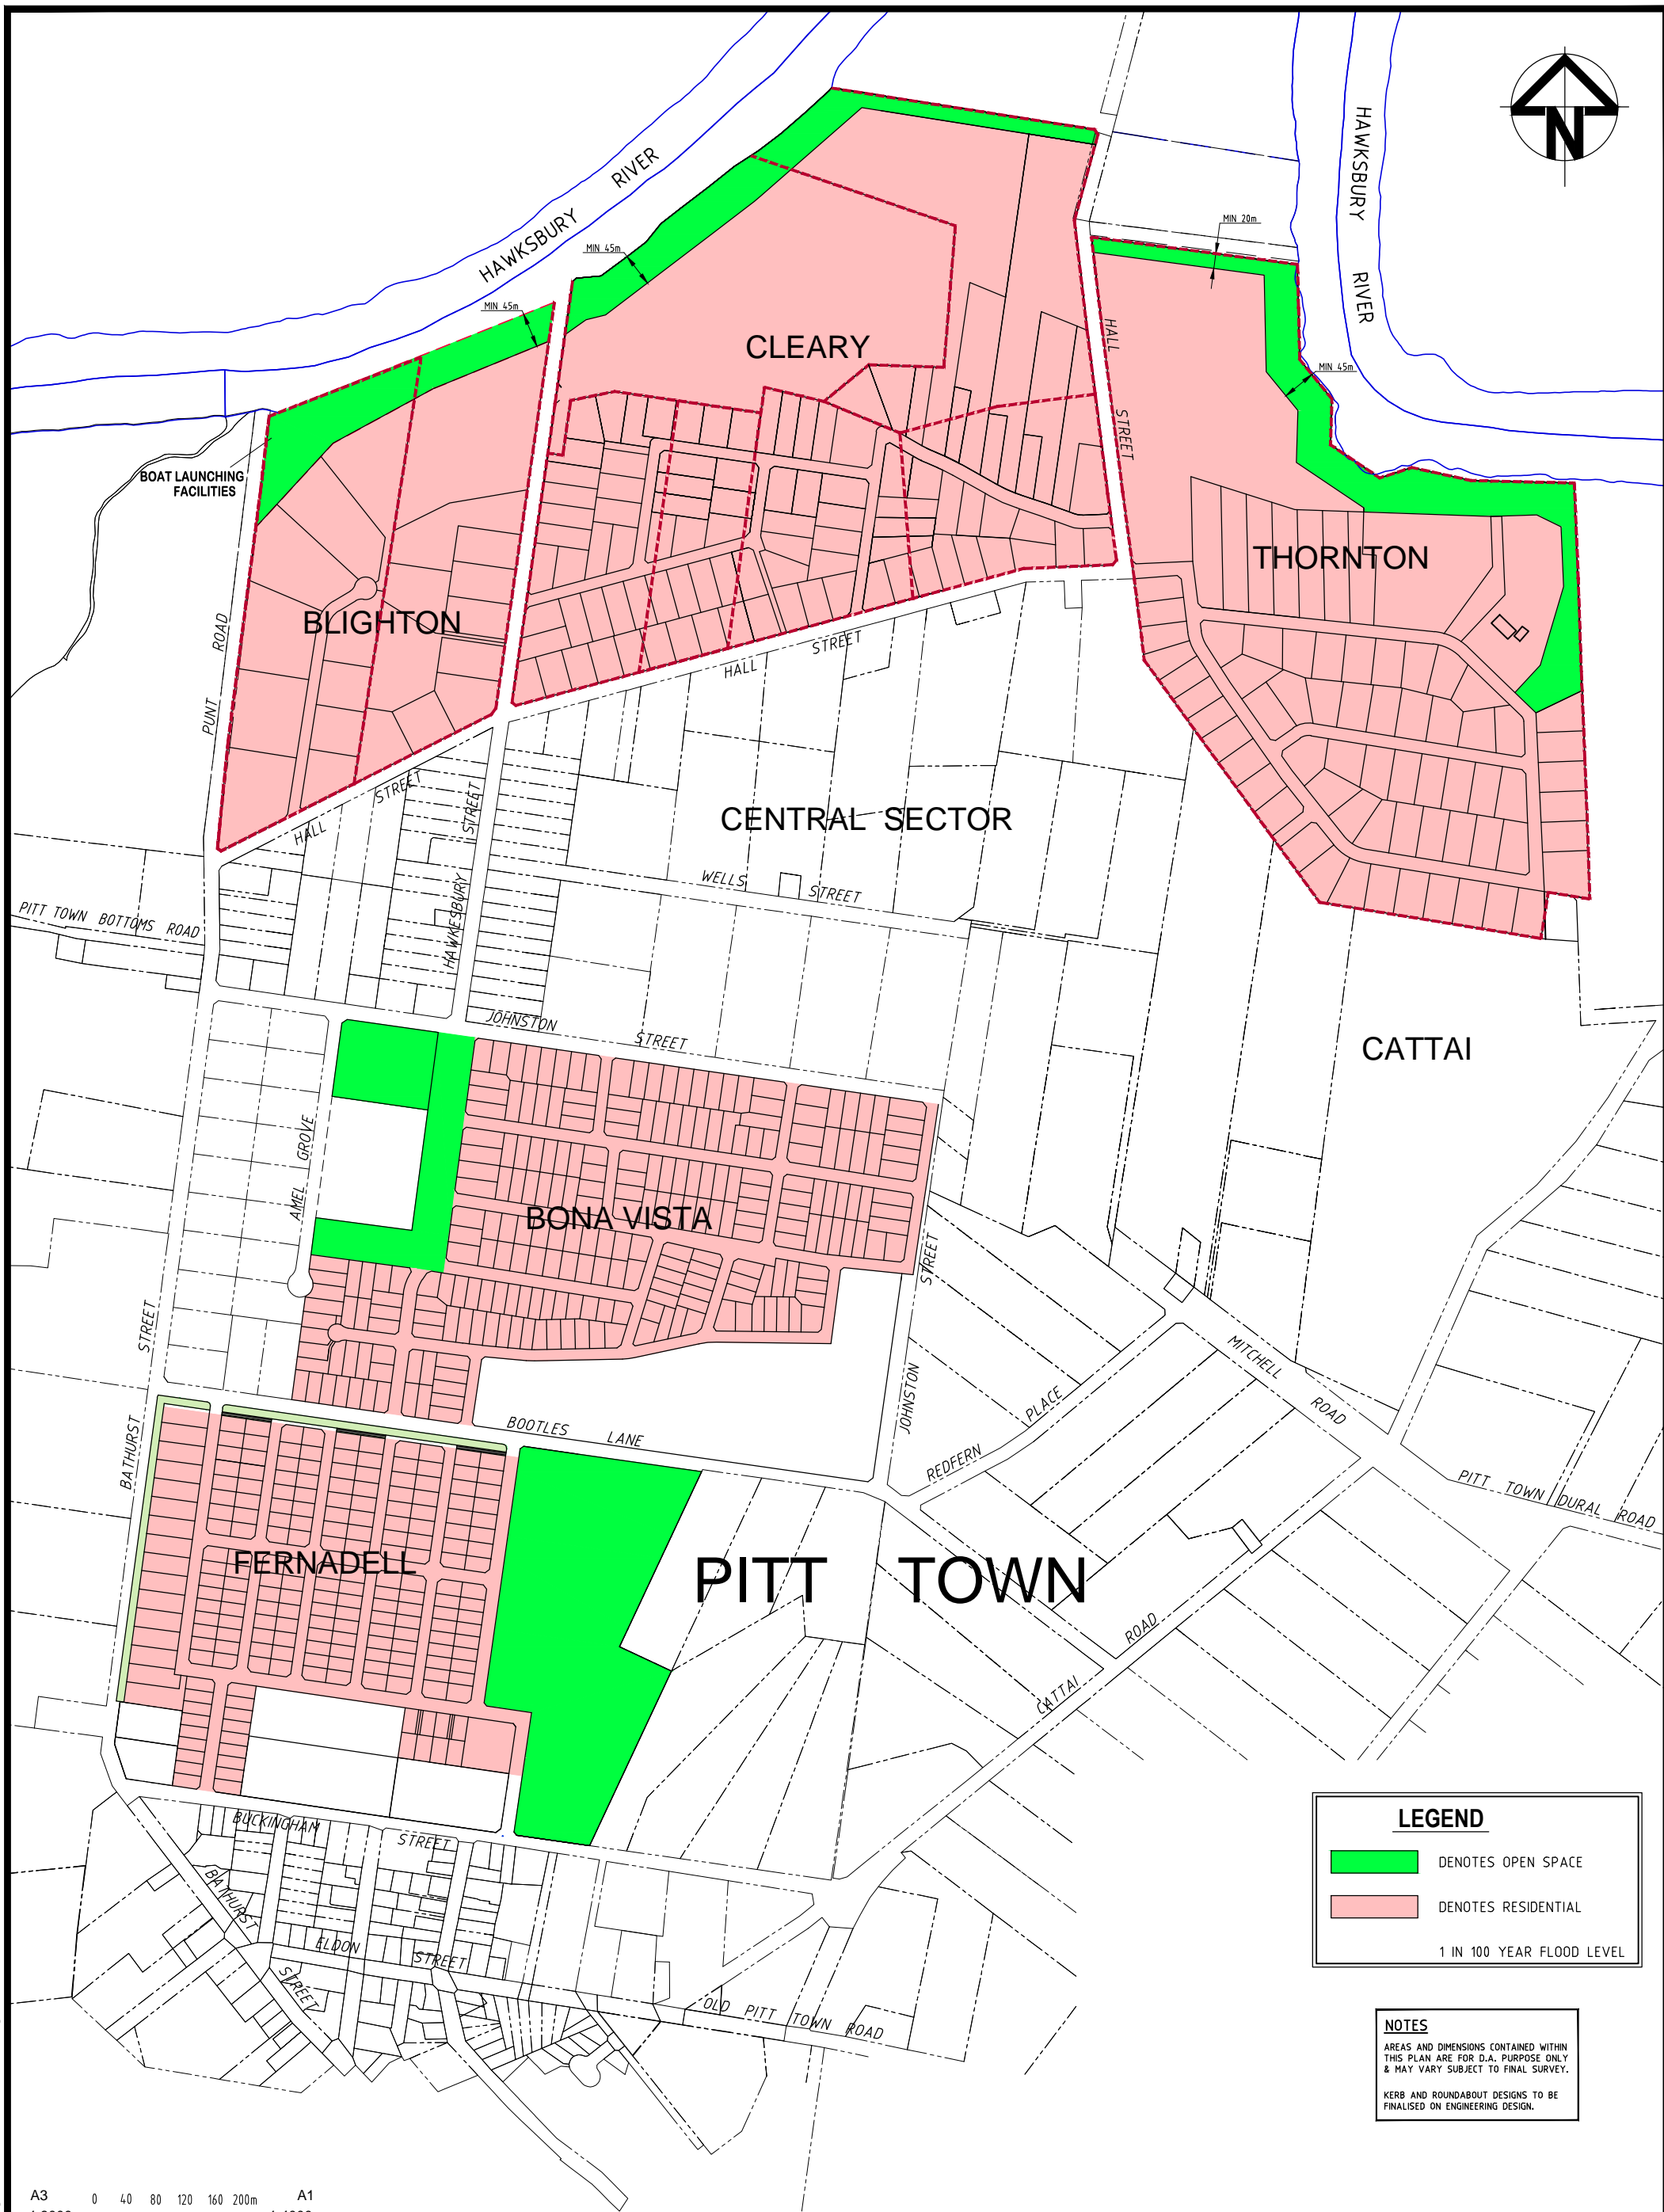 N
HAWKSBURY RIVER
HAWKSBURY RIVER
MIN 20m
MIN 45m
MIN 45m
MIN 45m
CLEARY
HALL STREET
THORNTON
BOAT LAUNCHING
FACILITIES
BLIGHTON
PUNT ROAD
HALL STREET
HALL STREET
CENTRAL SECTOR
HAWKESBURY STREET
WELLS STREET
PITT TOWN BOTTOMS ROAD
JOHNSTON STREET
CATTAI
AMEL GROVE
BONA VISTA
JOHNSTON STREET
BATHURST STREET
MITCHELL ROAD
REDFERN PLACE
BOOTLES LANE
PITT TOWN DURAL ROAD
FERNADELL
PITT TOWN
CATTAI ROAD
BUCKINGHAM STREET
BATHURST STREET
ELDON STREET
OLD PITT TOWN ROAD
LEGEND
DENOTES OPEN SPACE
DENOTES RESIDENTIAL
1 IN 100 YEAR FLOOD LEVEL
NOTES
AREAS AND DIMENSIONS CONTAINED WITHIN
THIS PLAN ARE FOR D.A. PURPOSE ONLY
& MAY VARY SUBJECT TO FINAL SURVEY.
KERB AND ROUNDABOUT DESIGNS TO BE
FINALISED ON ENGINEERING DESIGN.
A3 0 40 80 120 160 200m A1